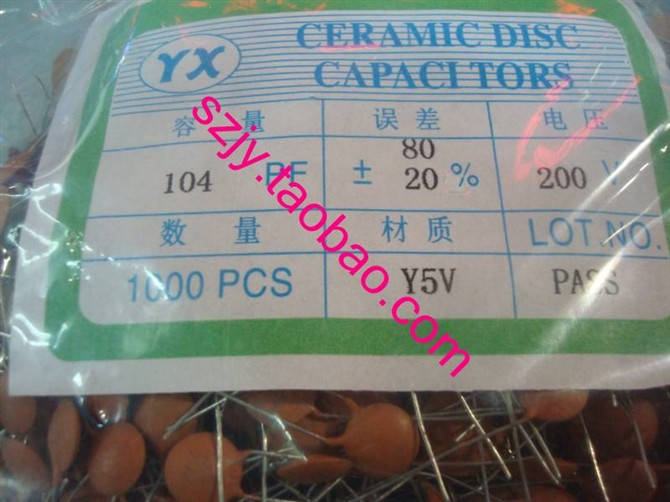 YX
CERAMIC DISC
CAPACITORS
容 量 误 差 电 压
104 PF ± 80 20 % 200 V
数 量 材 质 LOT.NO.
1000 PCS Y5V PASS
szjy.taobao.com